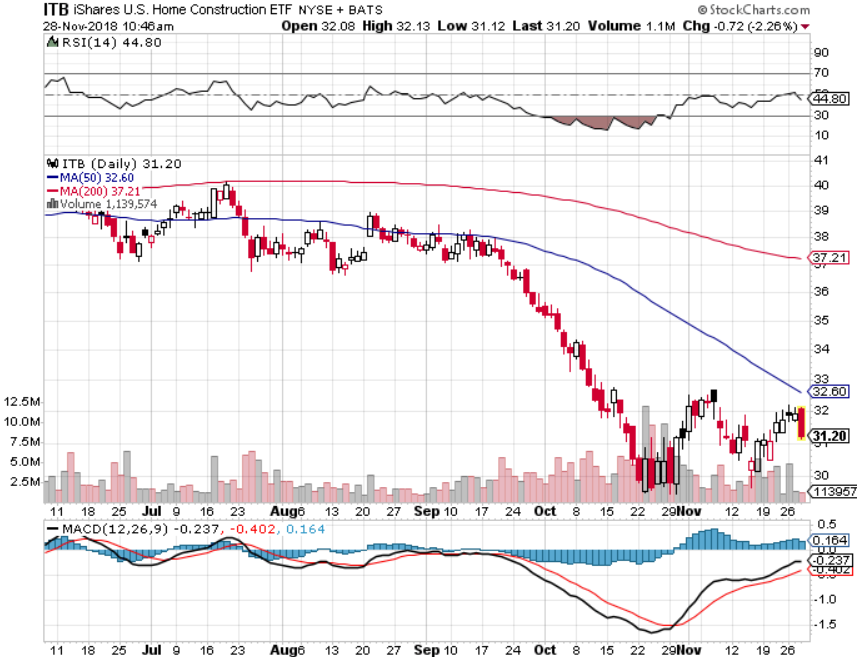 ITB iShares U.S. Home Construction ETF NYSE + BATS © StockCharts.com
28-Nov-2018 10:46am Open 32.08 High 32.13 Low 31.12 Last 31.20 Volume 1.1M Chg -0.72 (-2.26%)
RSI(14) 44.80
90
70
44.80
30
10
ITB (Daily) 31.20
MA(50) 32.60
MA(200) 37.21
Volume 1,139,574
41
40
39
38
37.21
36
35
34
33
32.60
32
31.20
30
12.5M
10.0M
7.5M
5.0M
2.5M
113957
11 18 25 Jul 9 16 23 Aug 6 13 20 27 Sep 10 17 24 Oct 8 15 22 29 Nov 12 19 26
MACD(12,26,9) -0.237, -0.402, 0.164
0.5
0.164
0.0
-0.237
-0.402
-1.0
-1.5
11 18 25 Jul 9 16 23 Aug 6 13 20 27 Sep 10 17 24 Oct 8 15 22 29 Nov 12 19 26